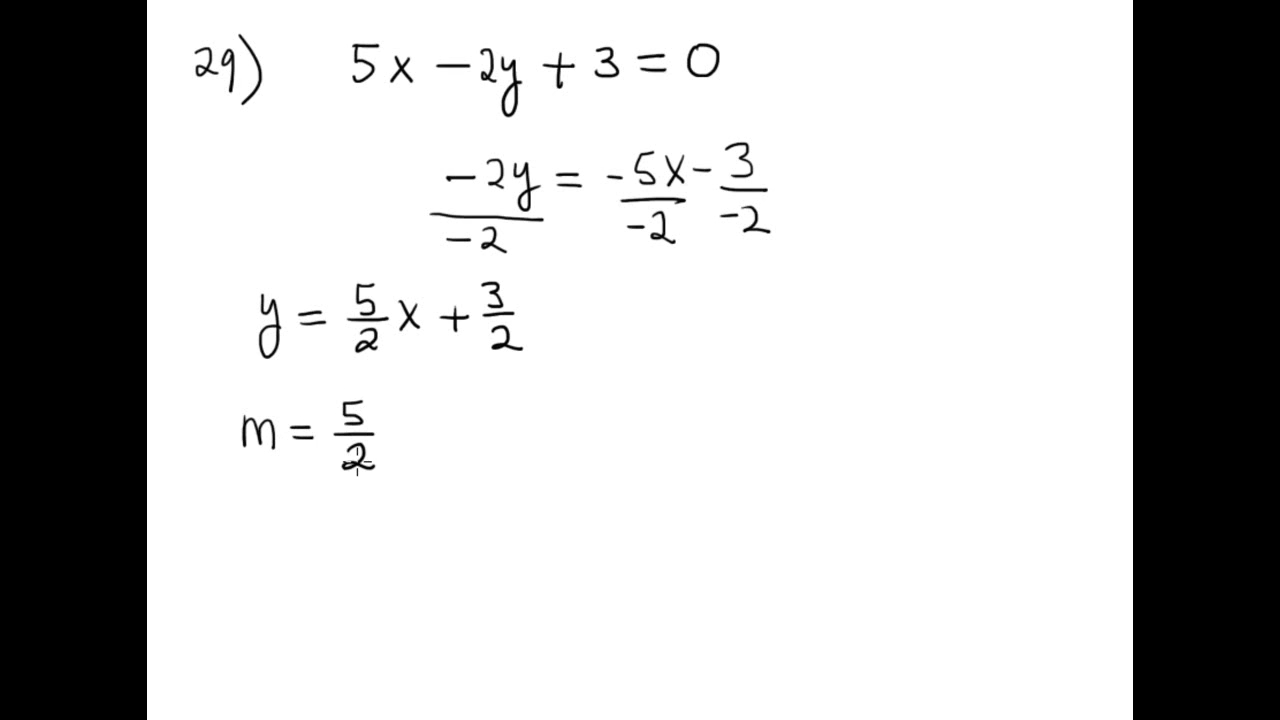 29) 5x - 2y + 3 = 0
-2y/-2 = -5x/-2 - 3/-2
y = 5/2 x + 3/2
m = 5/2